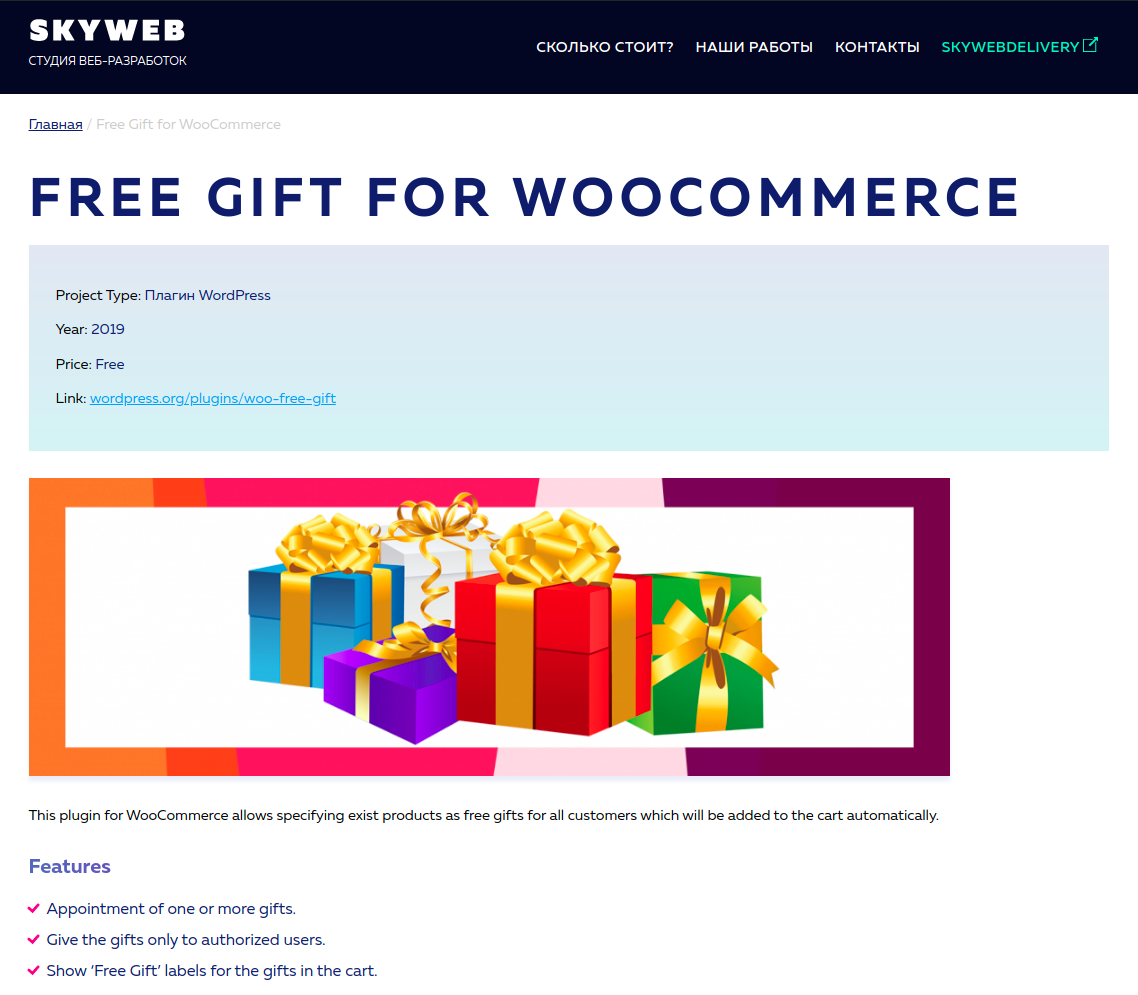 SKYWEB
СТУДИЯ ВЕБ-РАЗРАБОТОК
СКОЛЬКО СТОИТ? НАШИ РАБОТЫ КОНТАКТЫ SKYWEBDELIVERY
Главная / Free Gift for WooCommerce
FREE GIFT FOR WOOCOMMERCE
Project Type: Плагин WordPress
Year: 2019
Price: Free
Link: wordpress.org/plugins/woo-free-gift
This plugin for WooCommerce allows specifying exist products as free gifts for all customers which will be added to the cart automatically.
Features
Appointment of one or more gifts.
Give the gifts only to authorized users.
Show ‘Free Gift’ labels for the gifts in the cart.